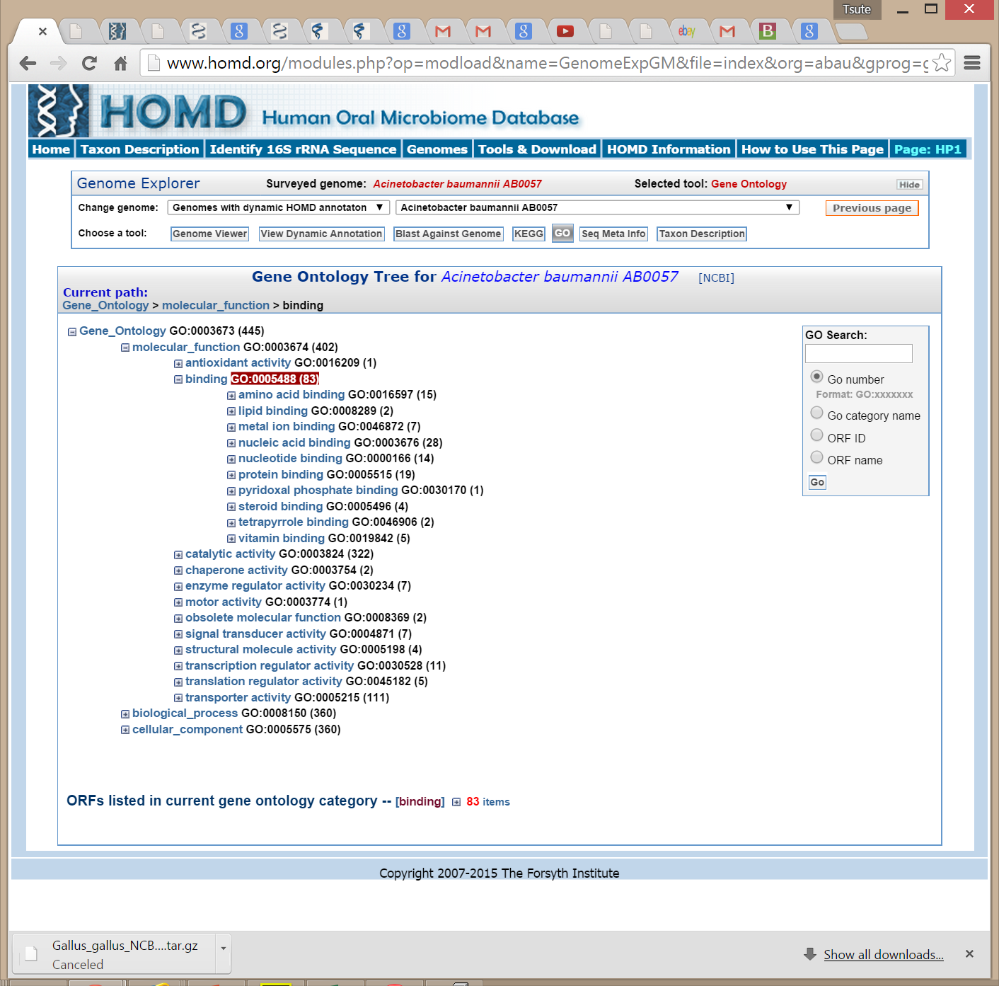 Tsute
www.homd.org/modules.php?op=modload&name=GenomeExpGM&file=index&org=abau&gprog=g
HOMD Human Oral Microbiome Database
Home Taxon Description Identify 16S rRNA Sequence Genomes Tools & Download HOMD Information How to Use This Page Page: HP1
Genome Explorer Surveyed genome: Acinetobacter baumannii AB0057 Selected tool: Gene Ontology Hide
Change genome: Genomes with dynamic HOMD annotaton Acinetobacter baumannii AB0057 Previous page
Choose a tool: Genome Viewer View Dynamic Annotation Blast Against Genome KEGG GO Seq Meta Info Taxon Description
Gene Ontology Tree for Acinetobacter baumannii AB0057 [NCBI]
Current path:
Gene_Ontology > molecular_function > binding
Gene_Ontology GO:0003673 (445)
molecular_function GO:0003674 (402)
antioxidant activity GO:0016209 (1)
binding GO:0005488 (83)
amino acid binding GO:0016597 (15)
lipid binding GO:0008289 (2)
metal ion binding GO:0046872 (7)
nucleic acid binding GO:0003676 (28)
nucleotide binding GO:0000166 (14)
protein binding GO:0005515 (19)
pyridoxal phosphate binding GO:0030170 (1)
steroid binding GO:0005496 (4)
tetrapyrrole binding GO:0046906 (2)
vitamin binding GO:0019842 (5)
catalytic activity GO:0003824 (322)
chaperone activity GO:0003754 (2)
enzyme regulator activity GO:0030234 (7)
motor activity GO:0003774 (1)
obsolete molecular function GO:0008369 (2)
signal transducer activity GO:0004871 (7)
structural molecule activity GO:0005198 (4)
transcription regulator activity GO:0030528 (11)
translation regulator activity GO:0045182 (5)
transporter activity GO:0005215 (111)
biological_process GO:0008150 (360)
cellular_component GO:0005575 (360)
GO Search:
Go number
Format: GO:xxxxxxx
Go category name
ORF ID
ORF name
Go
ORFs listed in current gene ontology category -- [binding] 83 items
Copyright 2007-2015 The Forsyth Institute
Gallus_gallus_NCB....tar.gz
Canceled
Show all downloads...